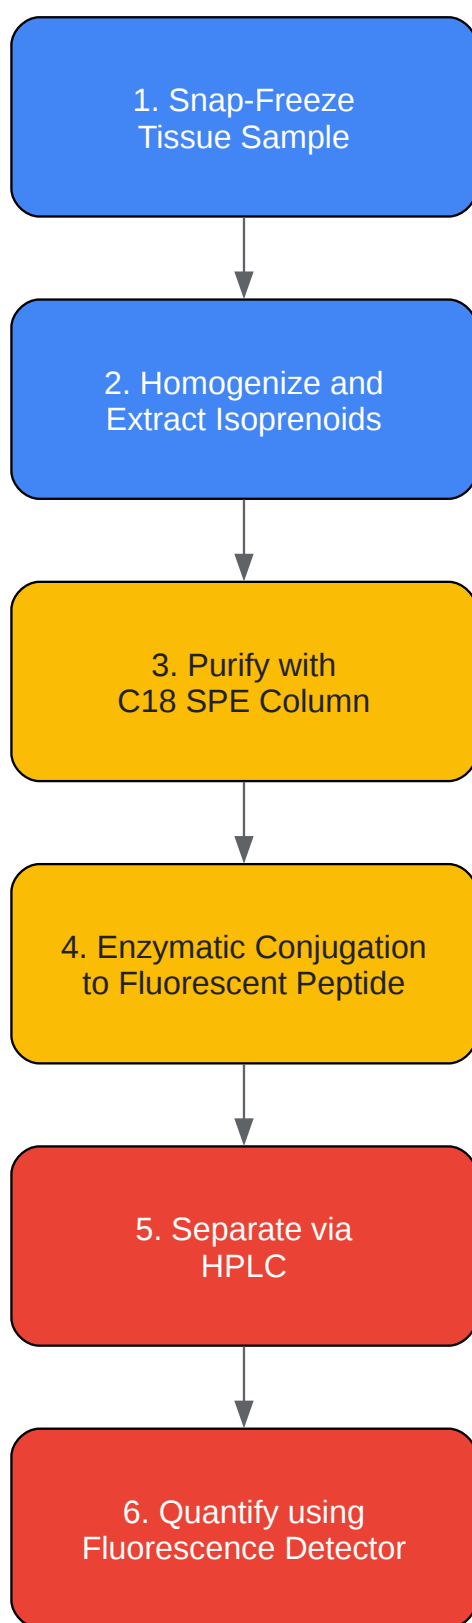 1. Snap-Freeze
Tissue Sample
2. Homogenize and
Extract Isoprenoids
3. Purify with
C18 SPE Column
4. Enzymatic Conjugation
to Fluorescent Peptide
5. Separate via
HPLC
6. Quantify using
Fluorescence Detector